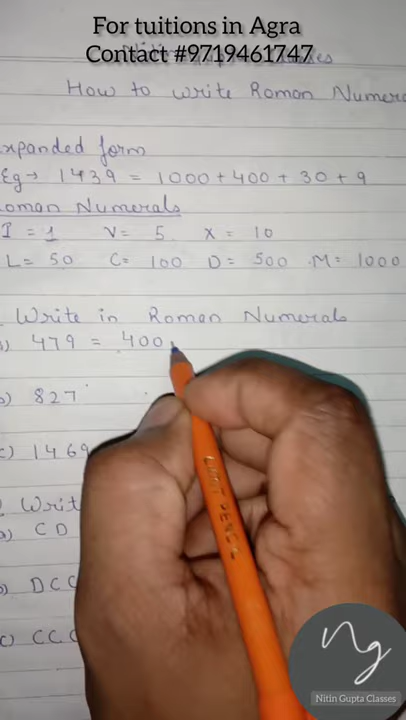 For tuitions in Agra
Contact #9719461747
How to write Roman Numera
xpanded form
Eg → 1439 = 1000 + 400 + 30 + 9
oman Numerals
I = 1 V = 5 X = 10
L = 50 C = 100 D = 500 M = 1000
Write in Roman Numerals
a) 479 = 400
b) 827
c) 1469
Writ
a) CD
b) DCC
c) CCC
ng
Nitin Gupta Classes